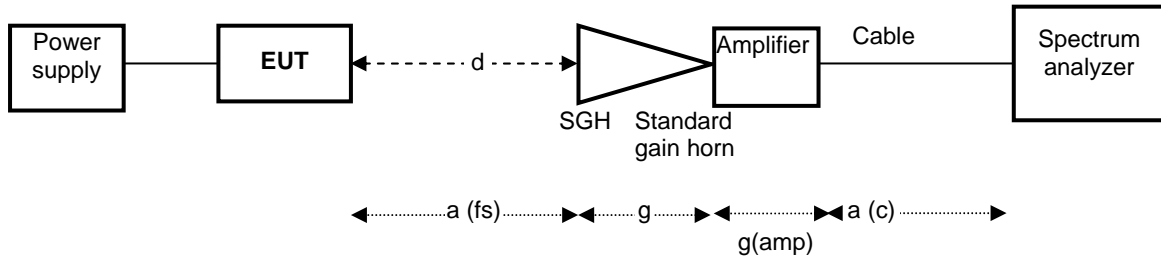 Power
supply
EUT
d
Amplifier
Cable
Spectrum
analyzer
SGH
Standard
gain horn
a (fs)
g
g(amp)
a (c)